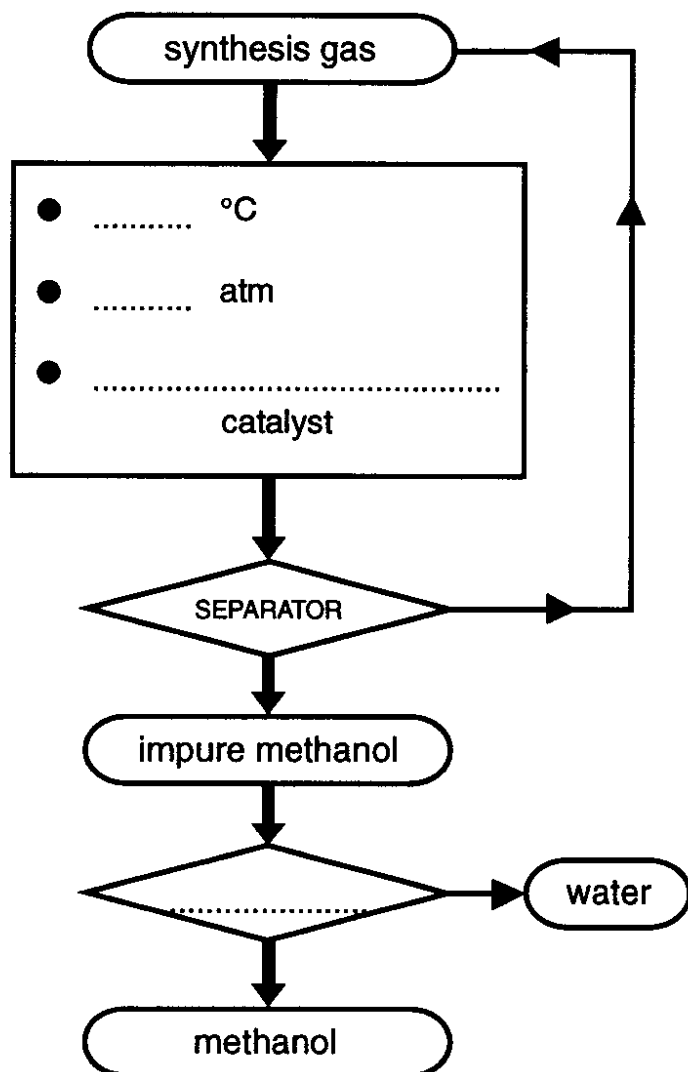 synthesis gas
.......... °C
.......... atm
..........................................
catalyst
SEPARATOR
impure methanol
....................
water
methanol